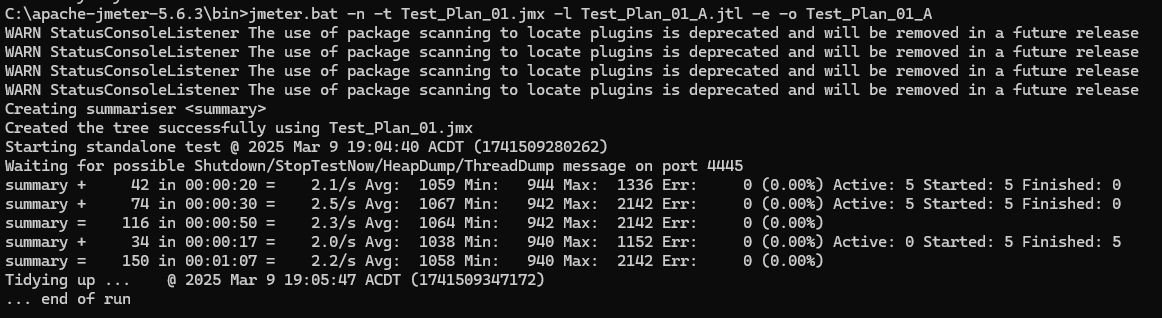 C:\apache-jmeter-5.6.3\bin>jmeter.bat -n -t Test_Plan_01.jmx -l Test_Plan_01_A.jtl -e -o Test_Plan_01_A
WARN StatusConsoleListener The use of package scanning to locate plugins is deprecated and will be removed in a future release
WARN StatusConsoleListener The use of package scanning to locate plugins is deprecated and will be removed in a future release
WARN StatusConsoleListener The use of package scanning to locate plugins is deprecated and will be removed in a future release
WARN StatusConsoleListener The use of package scanning to locate plugins is deprecated and will be removed in a future release
Creating summariser <summary>
Created the tree successfully using Test_Plan_01.jmx
Starting standalone test @ 2025 Mar 9 19:04:40 ACDT (1741509280262)
Waiting for possible Shutdown/StopTestNow/HeapDump/ThreadDump message on port 4445
summary +     42 in 00:00:20 =    2.1/s Avg:  1059 Min:   944 Max:  1336 Err:     0 (0.00%) Active: 5 Started: 5 Finished: 0
summary +     74 in 00:00:30 =    2.5/s Avg:  1067 Min:   942 Max:  2142 Err:     0 (0.00%) Active: 5 Started: 5 Finished: 0
summary =    116 in 00:00:50 =    2.3/s Avg:  1064 Min:   942 Max:  2142 Err:     0 (0.00%)
summary +     34 in 00:00:17 =    2.0/s Avg:  1038 Min:   940 Max:  1152 Err:     0 (0.00%) Active: 0 Started: 5 Finished: 5
summary =    150 in 00:01:07 =    2.2/s Avg:  1058 Min:   940 Max:  2142 Err:     0 (0.00%)
Tidying up ...    @ 2025 Mar 9 19:05:47 ACDT (1741509347172)
... end of run